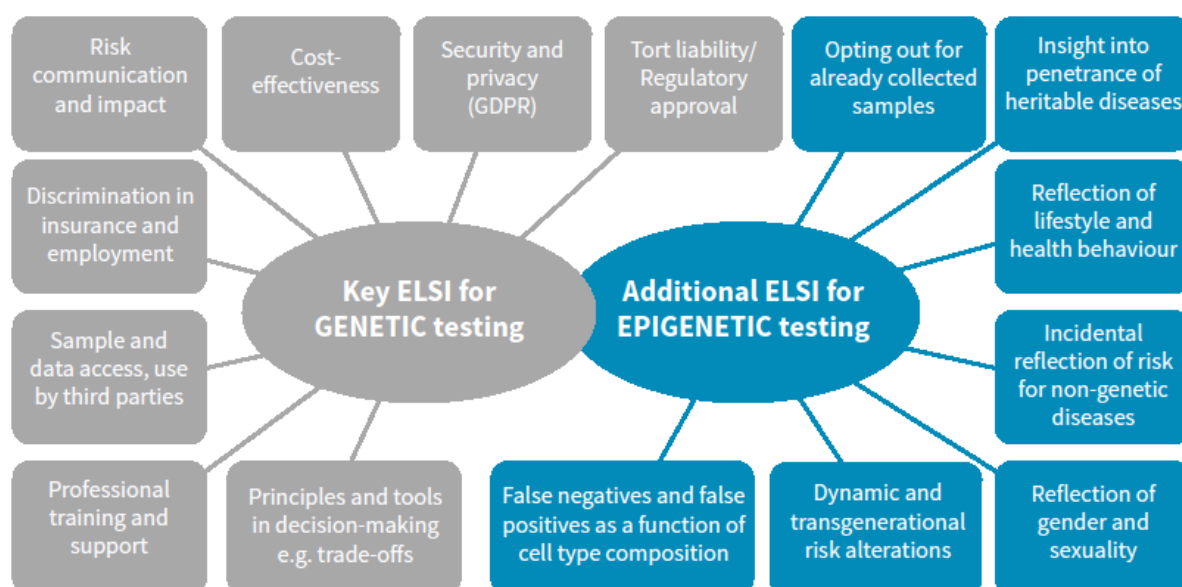 Risk
communication
and impact
Cost-
effectiveness
Security and
privacy
(GDPR)
Tort liability/
Regulatory
approval
Opting out for
already collected
samples
Insight into
penetrance of
heritable diseases
Discrimination in
insurance and
employment
Reflection of
lifestyle and
health behaviour
Key ELSI for
GENETIC testing
Additional ELSI for
EPIGENETIC testing
Sample and
data access, use
by third parties
Incidental
reflection of risk
for non-genetic
diseases
Professional
training and
support
Principles and tools
in decision-making
e.g. trade-offs
False negatives and false
positives as a function of
cell type composition
Dynamic and
transgenerational
risk alterations
Reflection of
gender and
sexuality